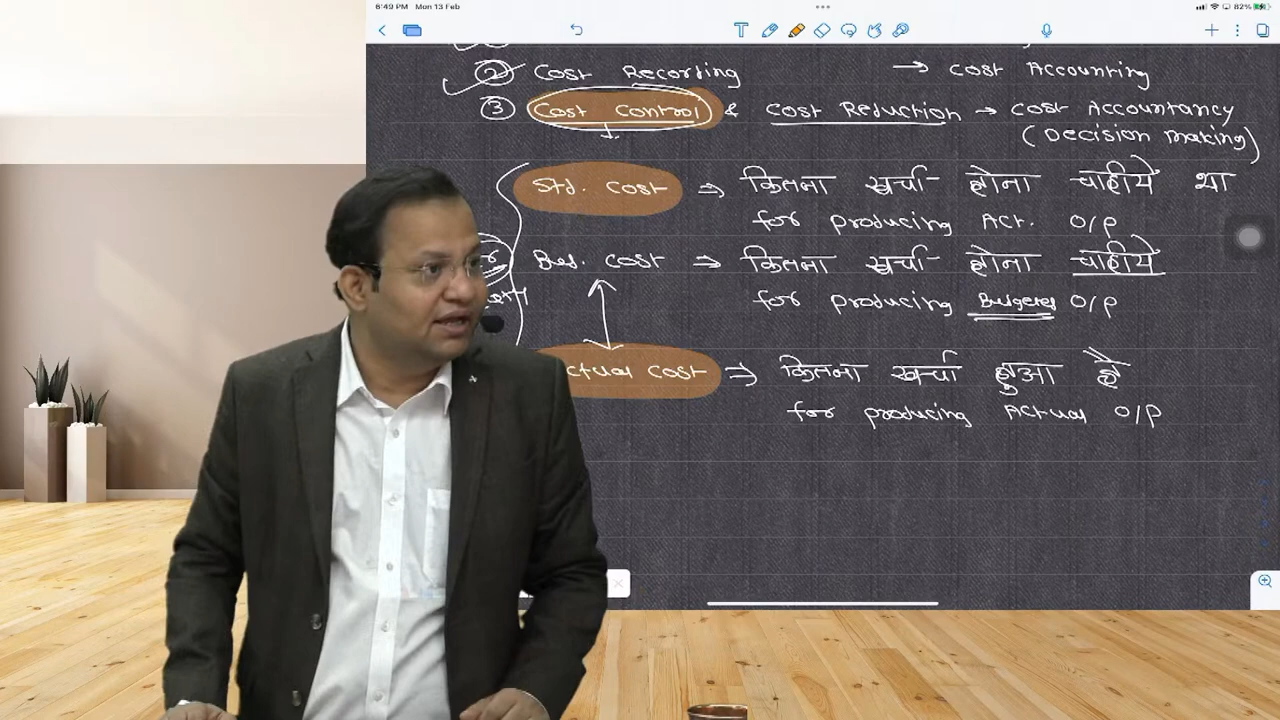 6:49 PM Mon 13 Feb
82%
② Cost Recording → Cost Accounting
③ Cost Control & Cost Reduction → Cost Accountancy
(Decision making)
Std. Cost ⇒ कितना खर्चा होना चाहीये था
for producing Act. O/P
Bud. Cost ⇒ कितना खर्चा होना चाहीये
for producing Budgeted O/P
ctual Cost ⇒ कितना खर्चा हुआ है
for producing Actual O/P